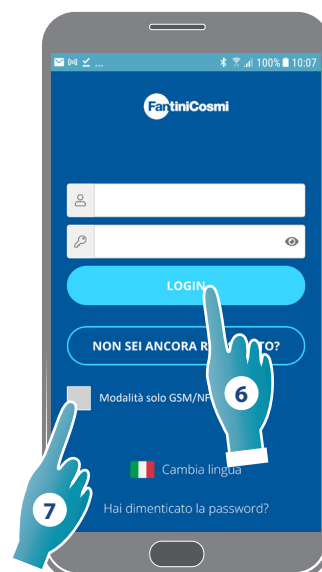 ... 100% 10:07
FantiniCosmi
LOGIN
NON SEI ANCORA
Modalità solo GSM/NF
6
Cambia lingua
7
Hai dimenticato la password?